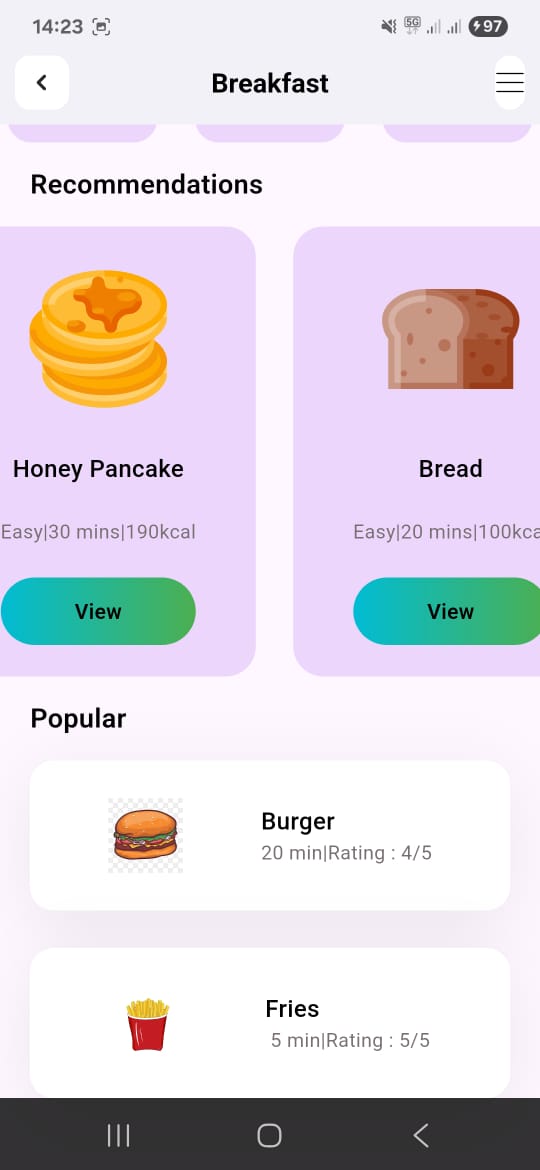 14:23 5G 97
Breakfast
Recommendations
Honey Pancake Bread
Easy|30 mins|190kcal Easy|20 mins|100kca
View View
Popular
Burger
20 min|Rating : 4/5
Fries
5 min|Rating : 5/5